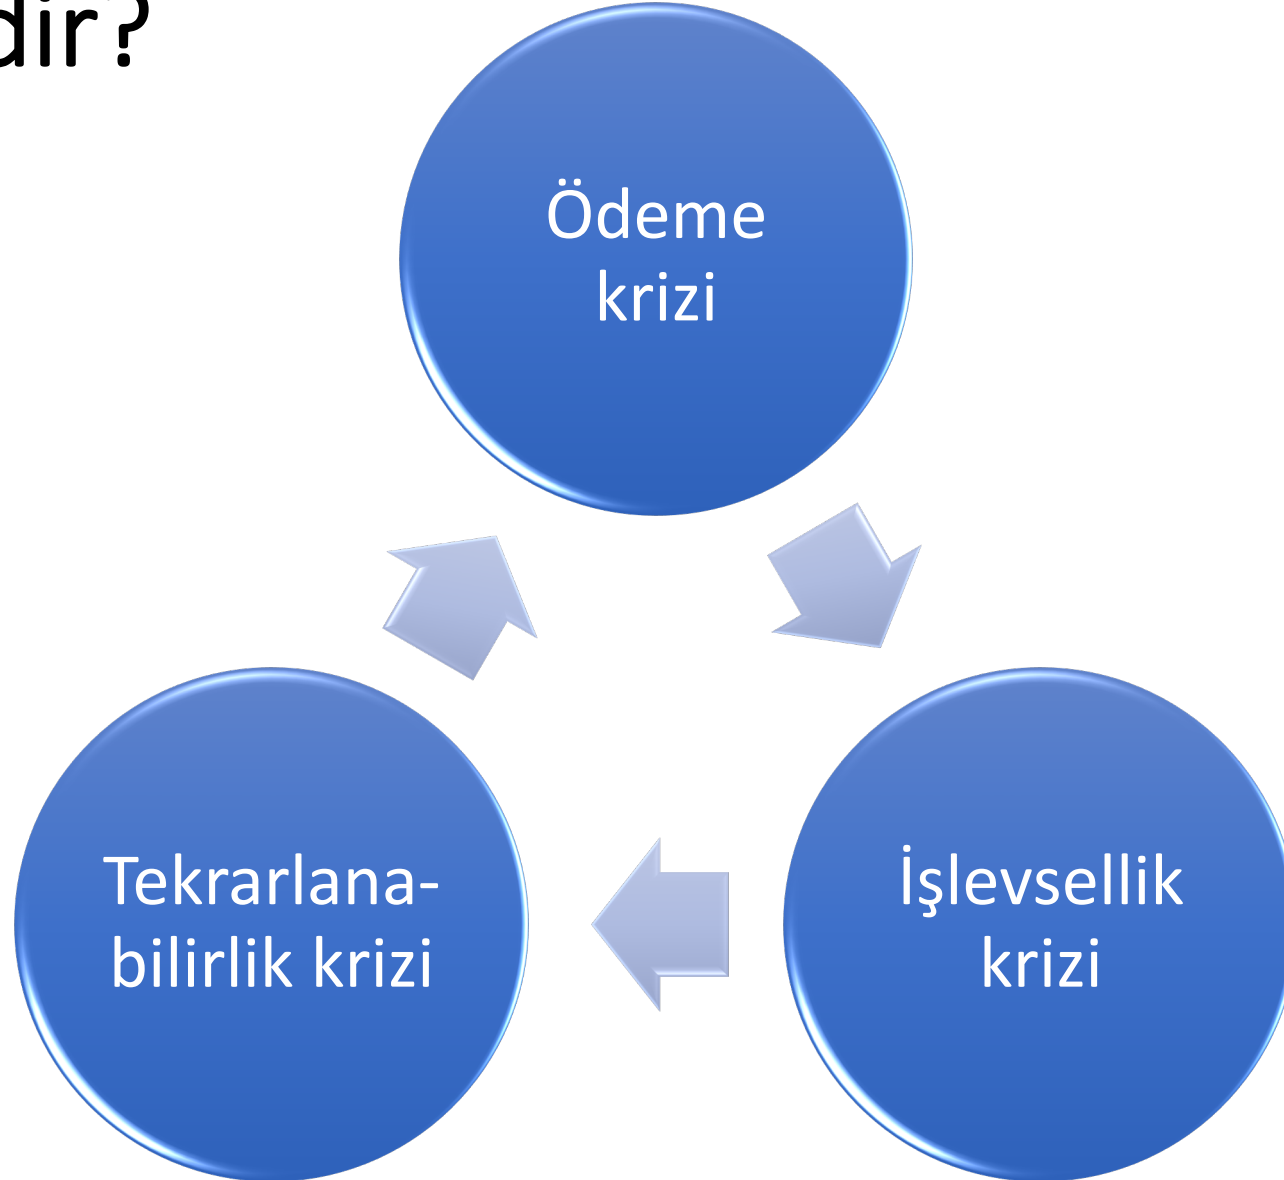 dir?
Ödeme
krizi
Tekrarlana-
bilirlik krizi
İşlevsellik
krizi